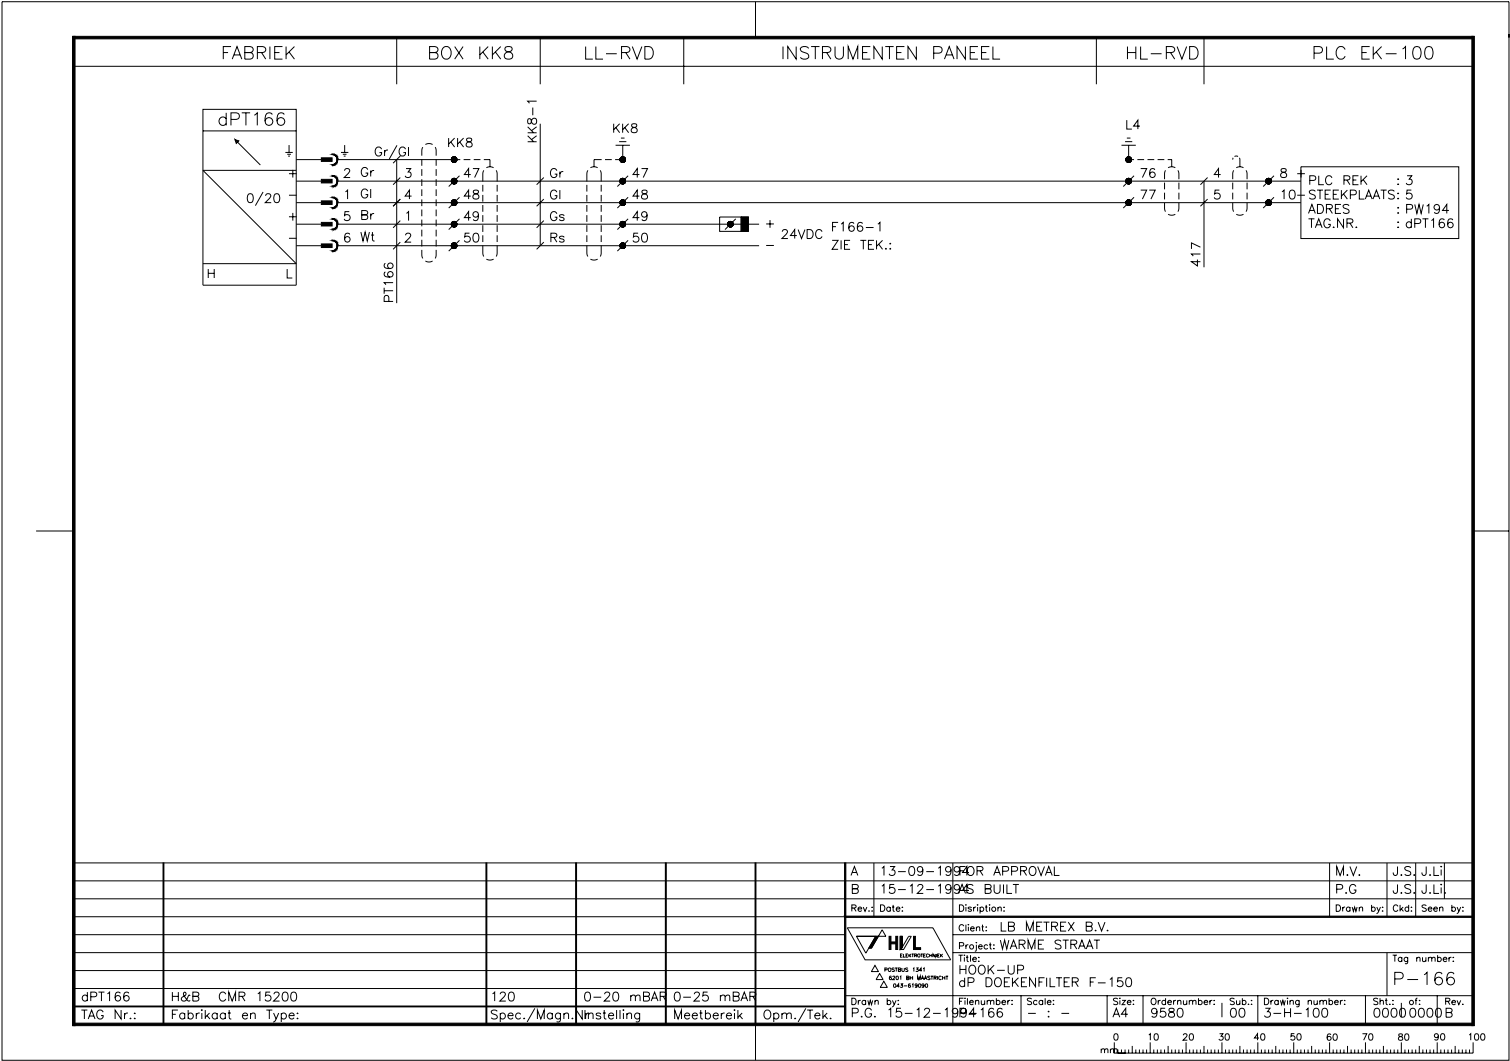 FABRIEK BOX KK8 LL-RVD INSTRUMENTEN PANEEL HL-RVD PLC EK-100
dPT166
KK8-1
KK8
KK8
L4
Gr/Gl
+ 2 Gr 3 47 Gr 47 76 4 8 +
0/20
- 1 Gl 4 48 Gl 48 77 5 10 -
+ 5 Br 1 49 Gs 49 +
- 6 Wt 2 50 Rs 50 -
24VDC F166-1
ZIE TEK.:
PLC REK : 3
STEEKPLAATS: 5
ADRES : PW194
TAG.NR. : dPT166
H L
PT166
417
A 13-09-1994 FOR APPROVAL M.V. J.S. J.Li
B 15-12-1994 AS BUILT P.G J.S. J.Li.
Rev.: Date: Disription: Drawn by: Ckd: Seen by:
HVL
ELEKTROTECHNIEK
POSTBUS 1341
6201 BH MAASTRICHT
043-619090
Client: LB METREX B.V.
Project: WARME STRAAT
Title:
HOOK-UP
dP DOEKENFILTER F-150
Tag number:
P-166
Drawn by: Filenumber: Scale: Size: Ordernumber: Sub.: Drawing number: Sht.: of: Rev.
P.G. 15-12-1994 P-166 - : - A4 9580 00 3-H-100 0000 0000 B
dPT166 H&B CMR 15200 120 0-20 mBAR 0-25 mBAR
TAG Nr.: Fabrikaat en Type: Spec./Magn.Nr. Instelling Meetbereik Opm./Tek.
0 10 20 30 40 50 60 70 80 90 100
mm